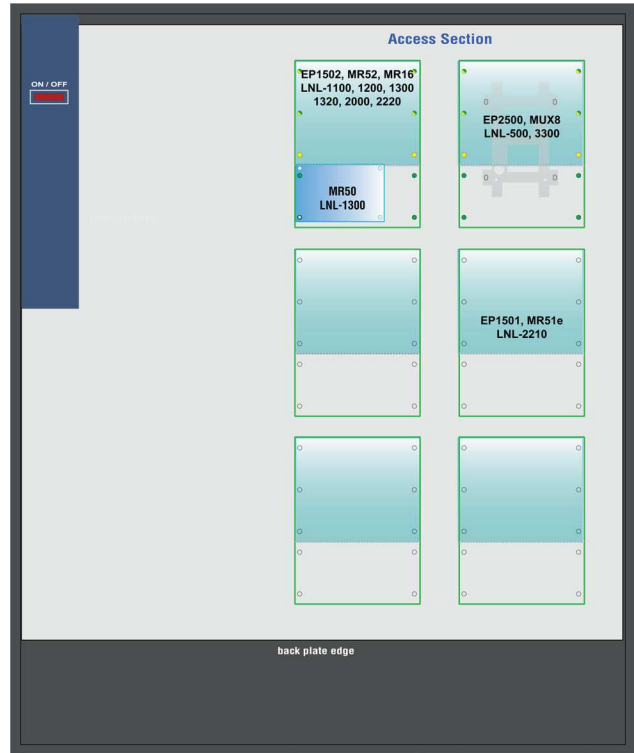 Access Section
ON / OFF
EP1502, MR52, MR16
LNL-1100, 1200, 1300
1320, 2000, 2220
EP2500, MUX8
LNL-500, 3300
MR50
LNL-1300
EP1501, MR51e
LNL-2210
back plate edge